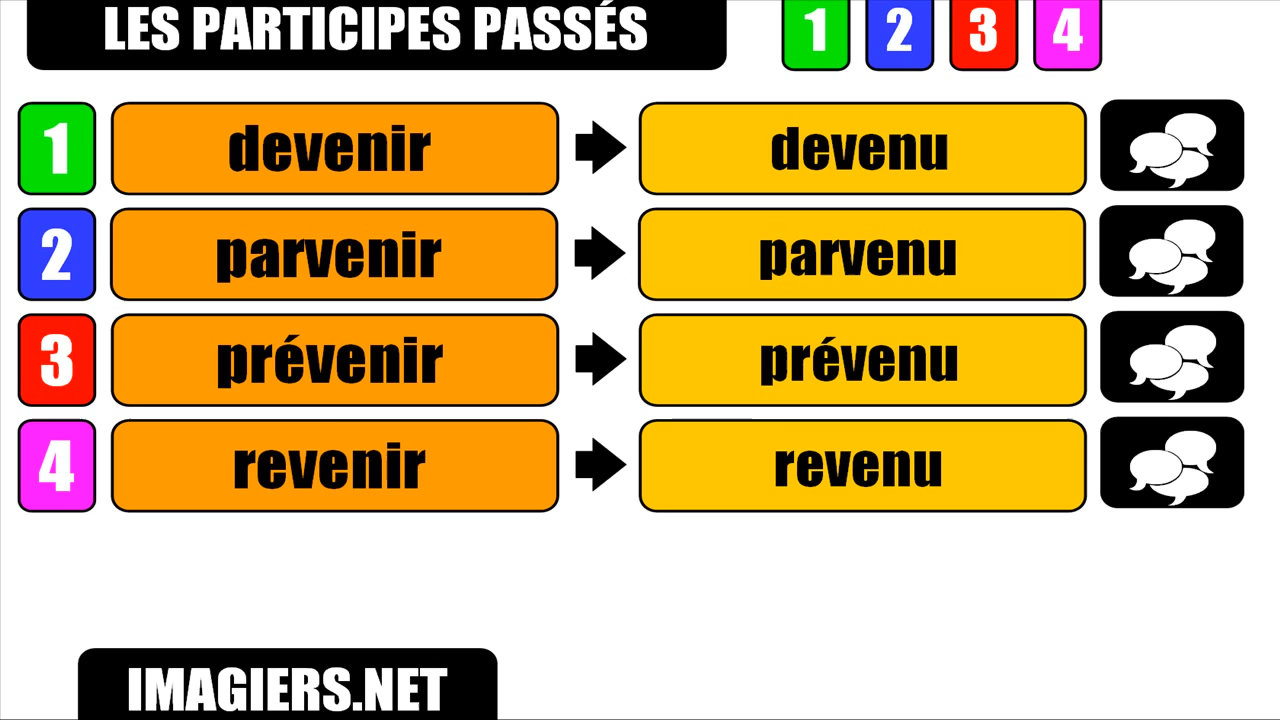 LES PARTICIPES PASSÉS 1 2 3 4
1 devenir devenu
2 parvenir parvenu
3 prévenir prévenu
4 revenir revenu
IMAGIERS.NET